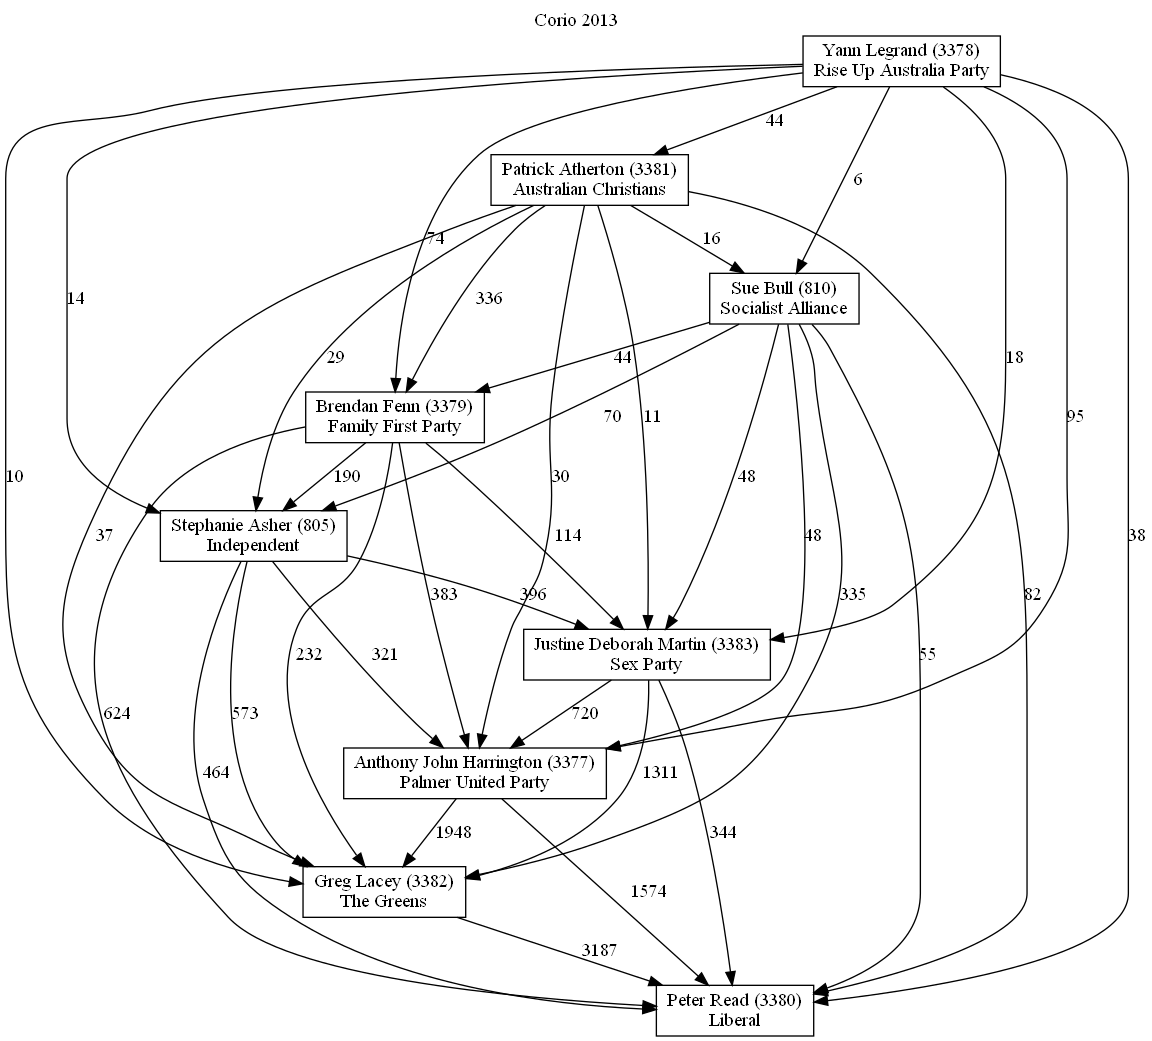 Corio 2013
Yann Legrand (3378)
Rise Up Australia Party
44
Patrick Atherton (3381)
Australian Christians
6
74
16
Sue Bull (810)
Socialist Alliance
14
336
29
44
18
Brendan Fenn (3379)
Family First Party
70
11
95
10
190
30
48
Stephanie Asher (805)
Independent
37
114
48
38
383
396
335
82
Justine Deborah Martin (3383)
Sex Party
232
321
55
624
573
720
Anthony John Harrington (3377)
Palmer United Party
464
1311
1948
344
Greg Lacey (3382)
The Greens
1574
3187
Peter Read (3380)
Liberal